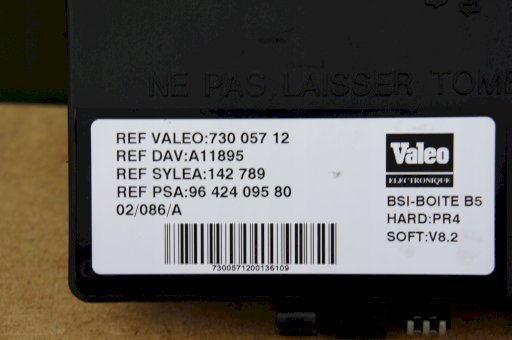 NE PAS LAISSER TOMB
REF VALEO:730 057 12
REF DAV:A11895
REF SYLEA:142 789
REF PSA:96 424 095 80
02/086/A
7300571200136109
Valeo
ELECTRONIQUE
BSI-BOITE B5
HARD:PR4
SOFT:V8.2